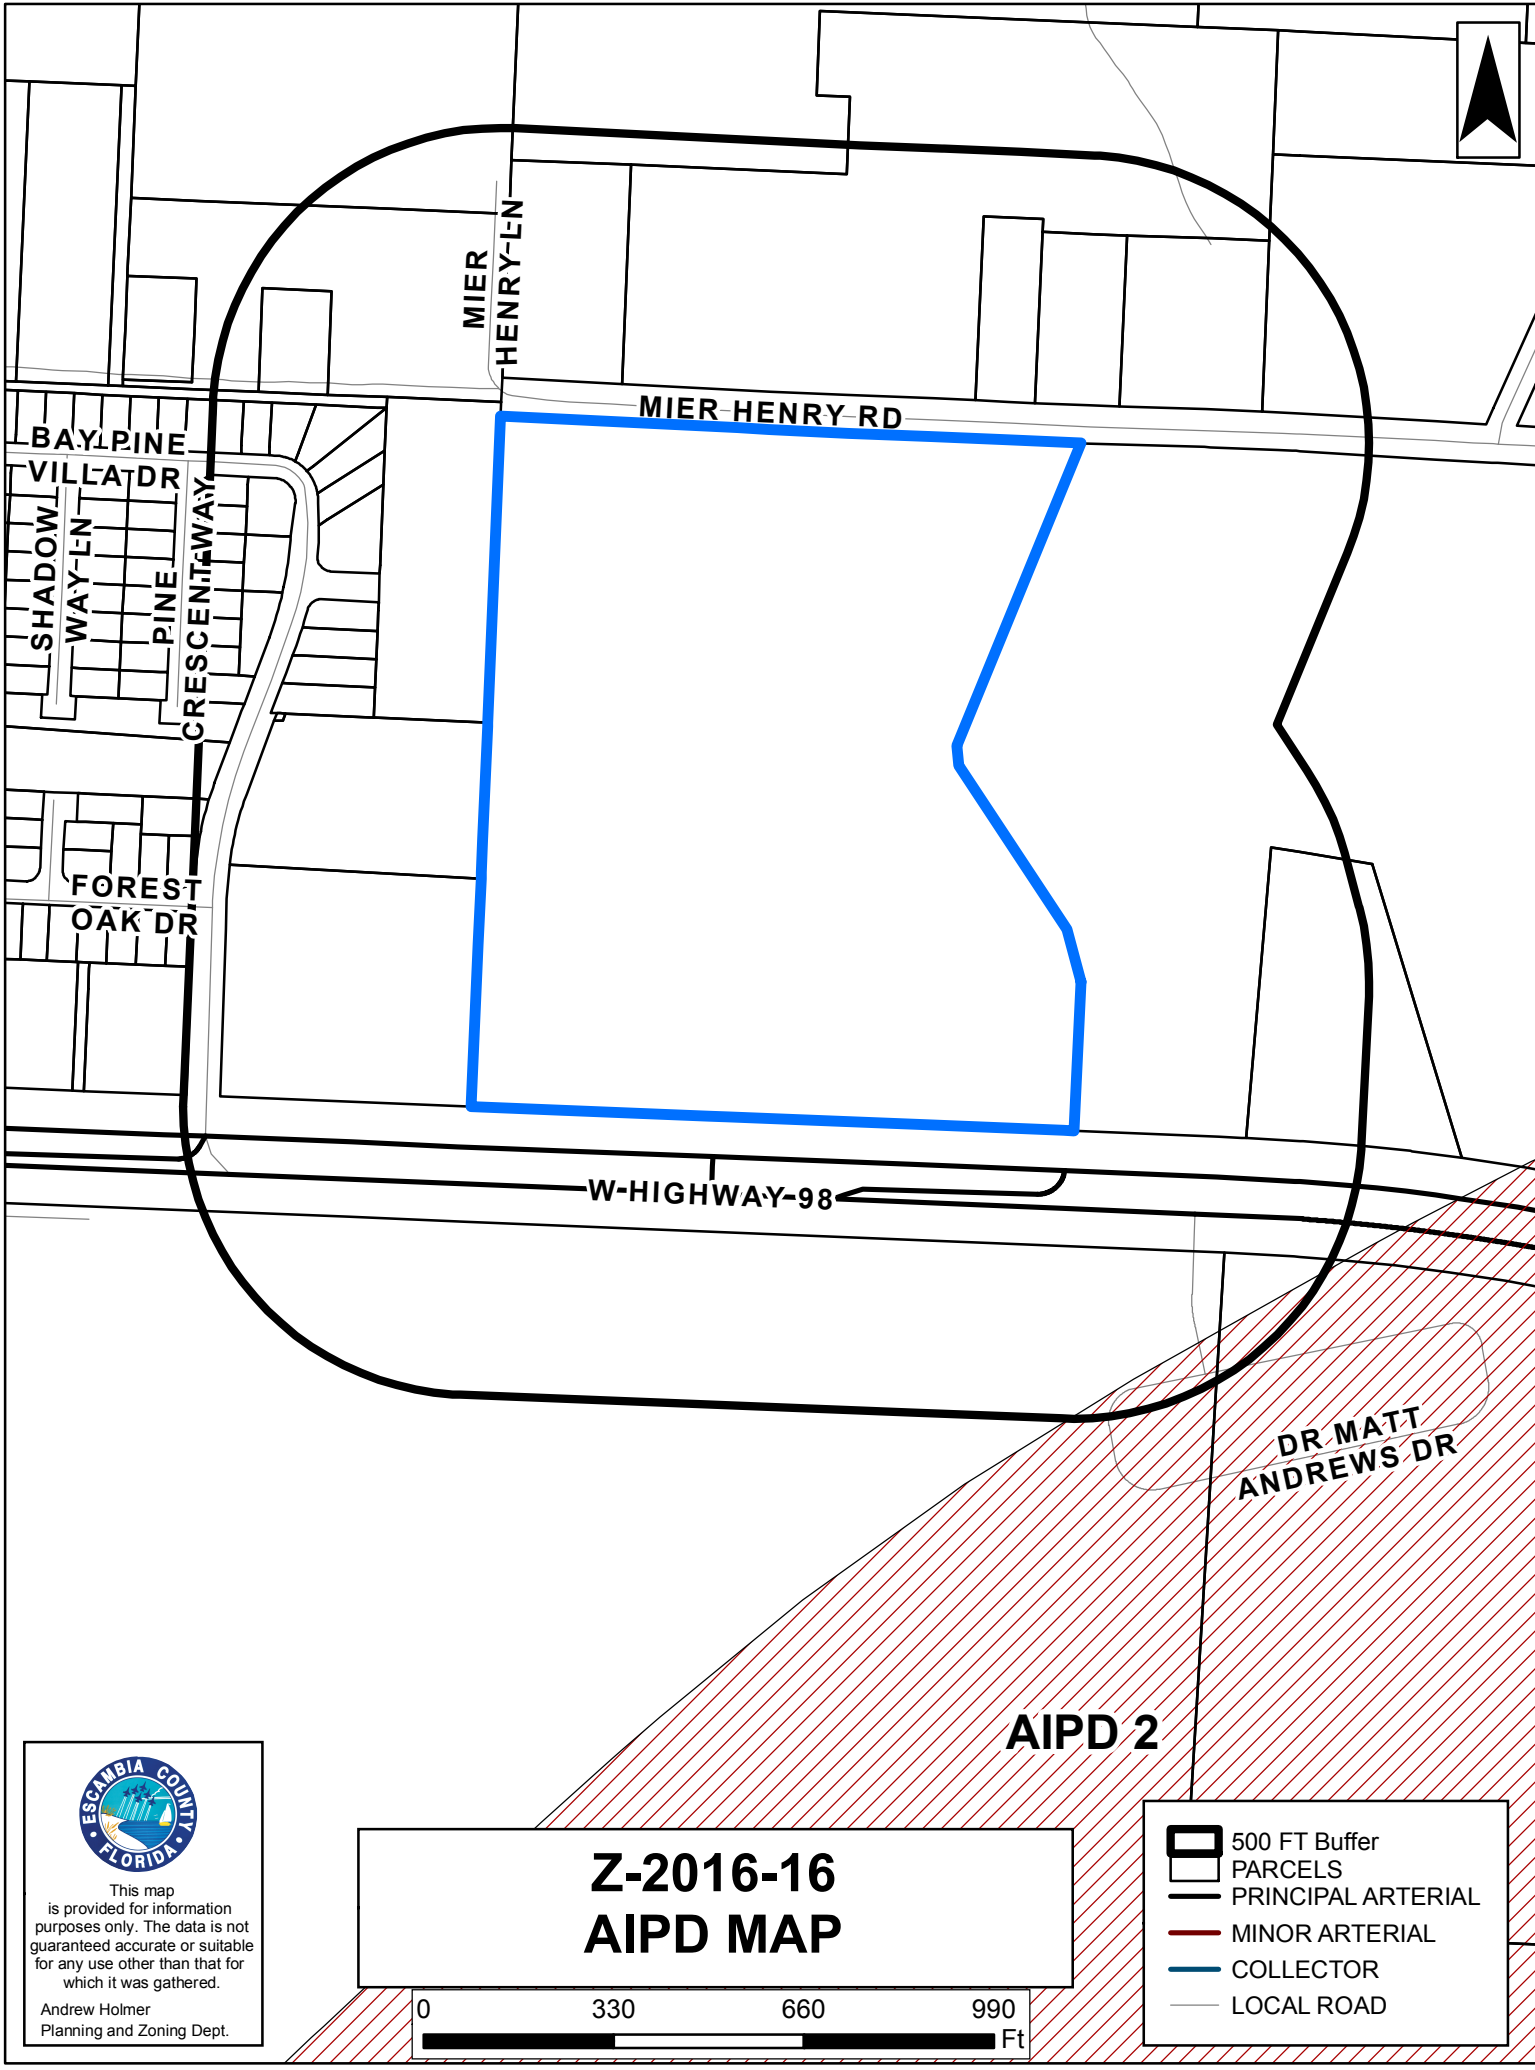 MIER
HENRY LN
MIER HENRY RD
BAY PINE
VILLA DR
SHADOW
WAY LN
PINE
CRESCENT WAY
FOREST
OAK DR
W HIGHWAY 98
DR MATT
ANDREWS DR
AIPD 2
ESCAMBIA COUNTY
FLORIDA
This map
is provided for information
purposes only. The data is not
guaranteed accurate or suitable
for any use other than that for
which it was gathered.
Andrew Holmer
Planning and Zoning Dept.
Z-2016-16
AIPD MAP
0 330 660 990
Ft
500 FT Buffer
PARCELS
PRINCIPAL ARTERIAL
MINOR ARTERIAL
COLLECTOR
LOCAL ROAD